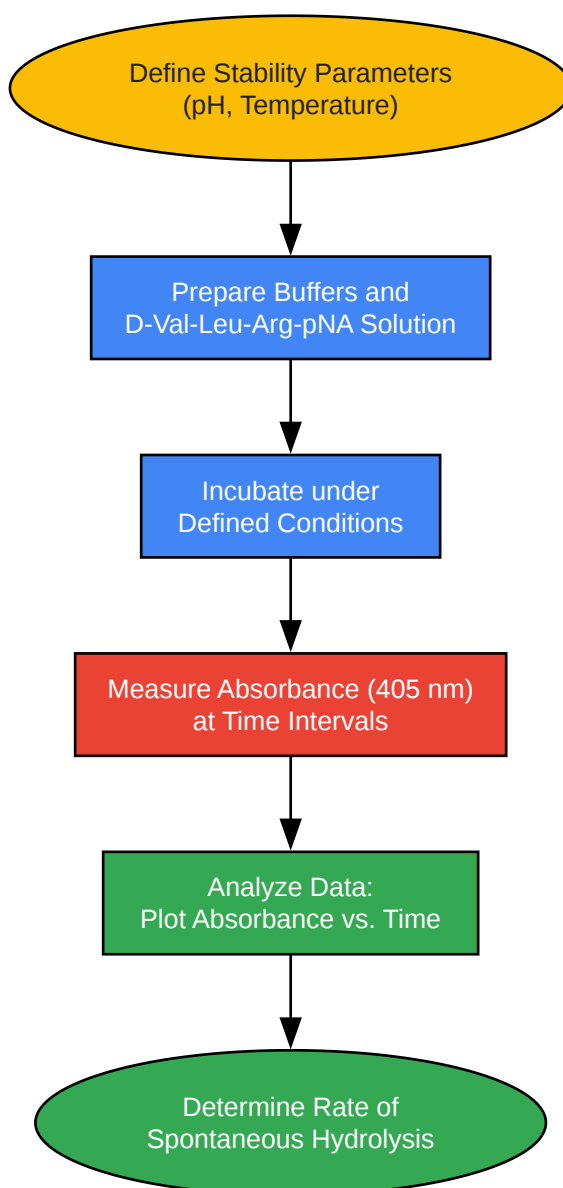 Define Stability Parameters
(pH, Temperature)
Prepare Buffers and
D-Val-Leu-Arg-pNA Solution
Incubate under
Defined Conditions
Measure Absorbance (405 nm)
at Time Intervals
Analyze Data:
Plot Absorbance vs. Time
Determine Rate of
Spontaneous Hydrolysis